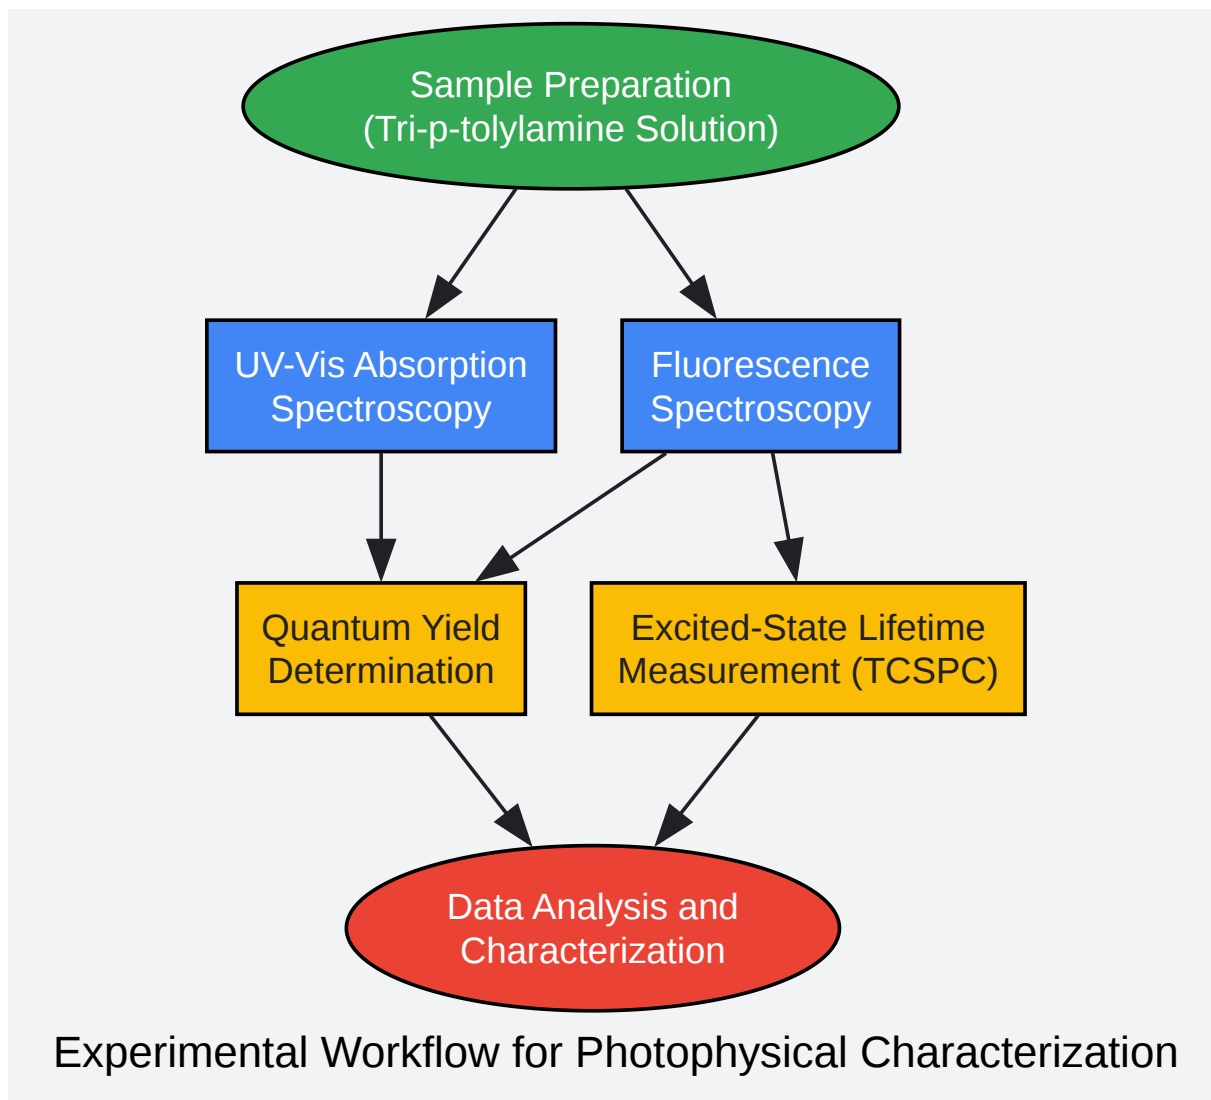 Sample Preparation
(Tri-p-tolylamine Solution)
UV-Vis Absorption
Spectroscopy
Fluorescence
Spectroscopy
Quantum Yield
Determination
Excited-State Lifetime
Measurement (TCSPC)
Data Analysis and
Characterization
Experimental Workflow for Photophysical Characterization